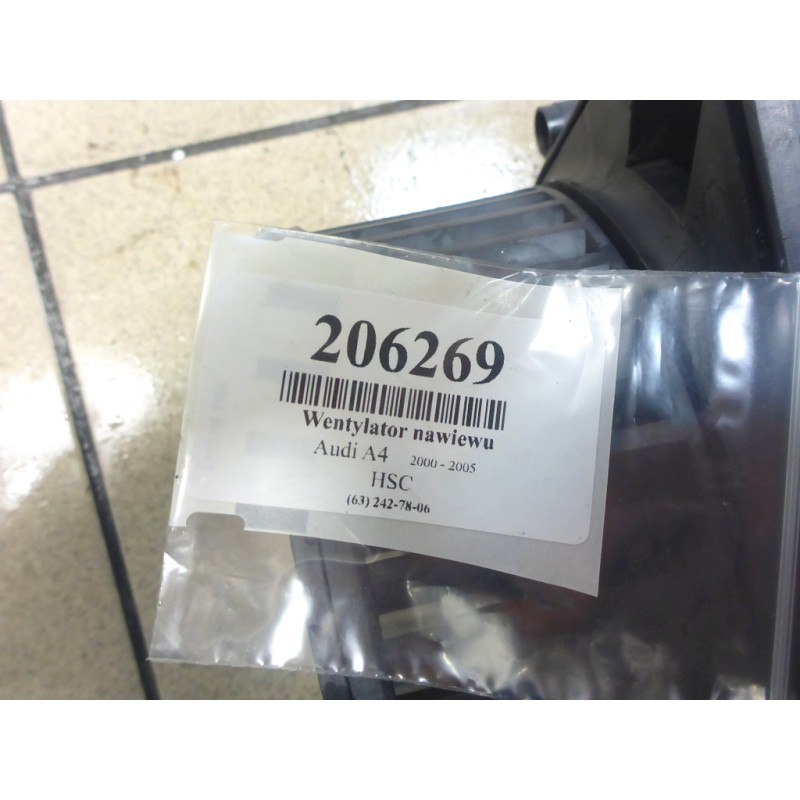 206269
Wentylator nawiewu
Audi A4 2000 - 2005
HSC
(63) 242-78-06